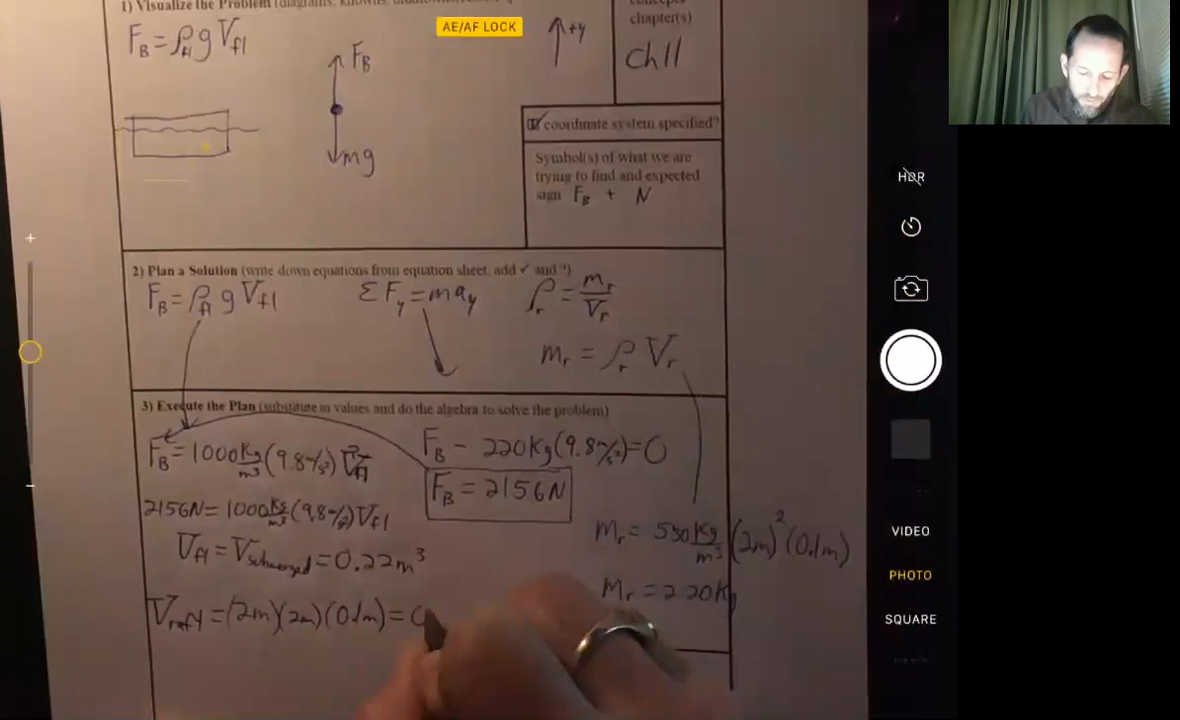 1) Visualize the Problem (diagrams, knowns,
F_B = ρ_fl g V_fl
AE/AF LOCK
↑+y
chapter(s)
ch 11
F_B
mg
coordinate system specified?
Symbol(s) of what we are
trying to find and expected
sign F_B + N
2) Plan a Solution (write down equations from equation sheet, add ✓ and
F_B = ρ_fl g V_fl
ΣF_y = ma_y
ρ_r = m_r/V_r
m_r = ρ_r V_r
3) Execute the Plan (substitute in values and do the algebra to solve the problem)
F_B = 1000 kg/m³ (9.8 m/s²) V_fl
F_B − 220 kg (9.8 m/s²) = 0
F_B = 2156 N
2156 N = 1000 kg/m³ (9.8 m/s²) V_fl
m_r = 550 kg/m³ (2m)² (0.1m)
V_fl = V_submerged = 0.22 m³
m_r = 220 kg
V_raft = (2m)(2m)(0.1m) =
HDR
VIDEO
PHOTO
SQUARE